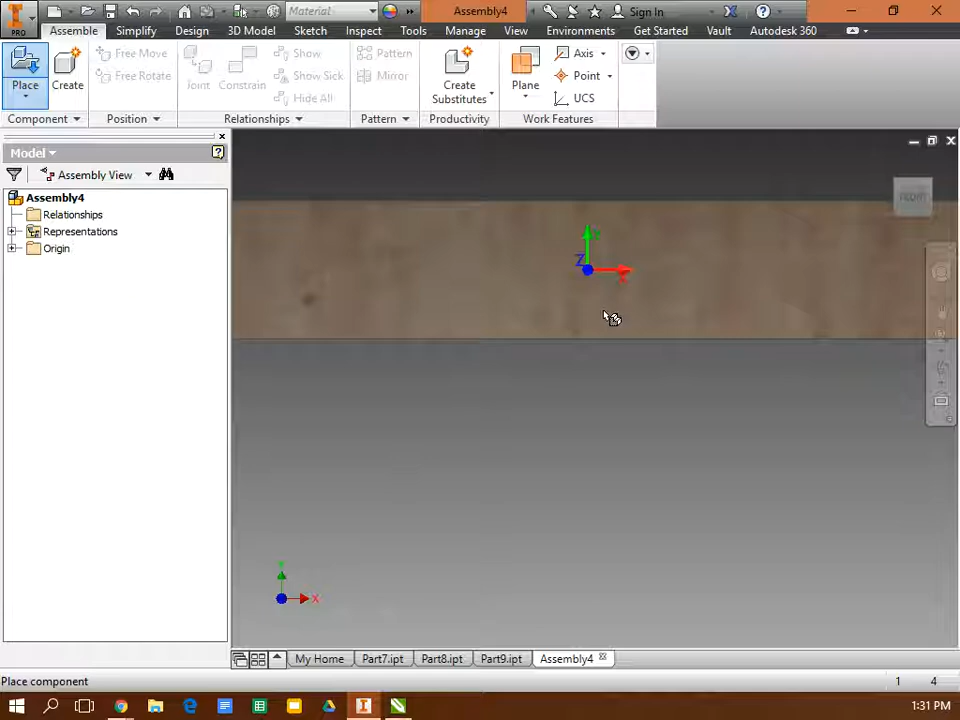 Material
Assembly4
Sign In
PRO
Assemble Simplify Design 3D Model Sketch Inspect Tools Manage View Environments Get Started Vault Autodesk 360
Place
Create
Free Move
Free Rotate
Joint
Constrain
Show
Show Sick
Hide All
Pattern
Mirror
Create
Substitutes
Plane
Axis
Point
UCS
Component Position Relationships Pattern Productivity Work Features
Model
Assembly View
Assembly4
Relationships
Representations
Origin
FRONT
Z
X
X
My Home Part7.ipt Part8.ipt Part9.ipt Assembly4
Place component 1 4
1:31 PM